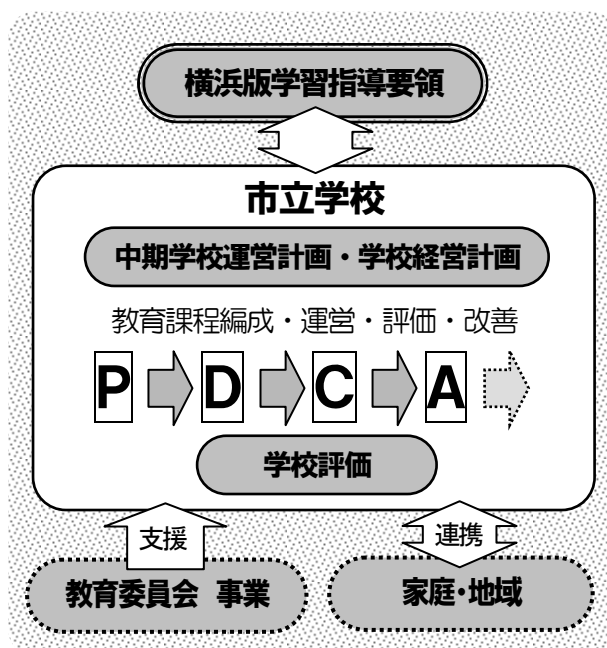 横浜版学習指導要領
市立学校
中期学校運営計画・学校経営計画
教育課程編成・運営・評価・改善
P D C A
学校評価
支援 連携
教育委員会 事業 家庭・地域